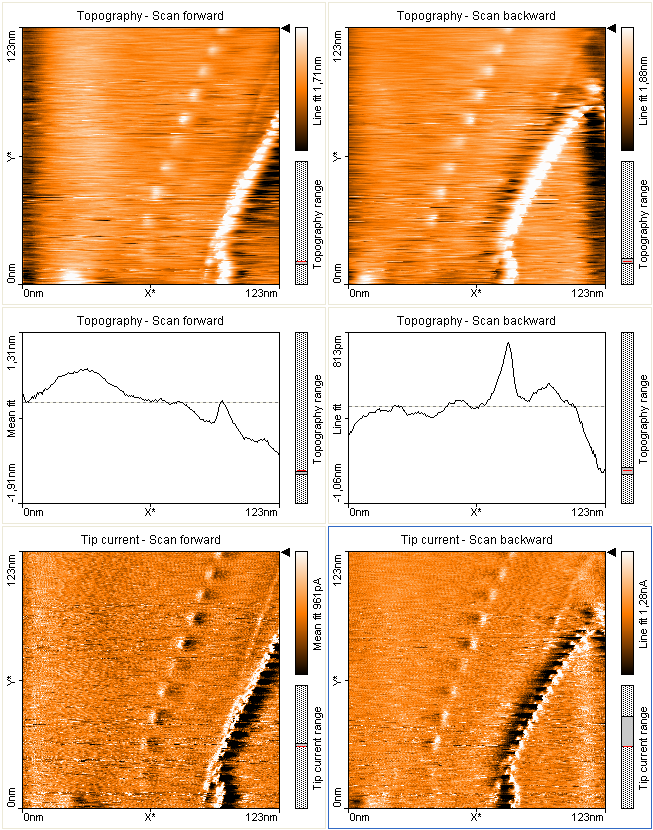 Topography - Scan forward
123nm
Y*
0nm
0nm
X*
123nm
Line fit 1,71nm
Topography range
Topography - Scan backward
123nm
Y*
0nm
0nm
X*
123nm
Line fit 1,88nm
Topography range
Topography - Scan forward
1,31nm
Mean fit
-1,91nm
0nm
X*
123nm
Topography range
Topography - Scan backward
813pm
Line fit
-1,06nm
0nm
X*
123nm
Topography range
Tip current - Scan forward
123nm
Y*
0nm
0nm
X*
123nm
Mean fit 961pA
Tip current range
Tip current - Scan backward
123nm
Y*
0nm
0nm
X*
123nm
Line fit 1,28nA
Tip current range